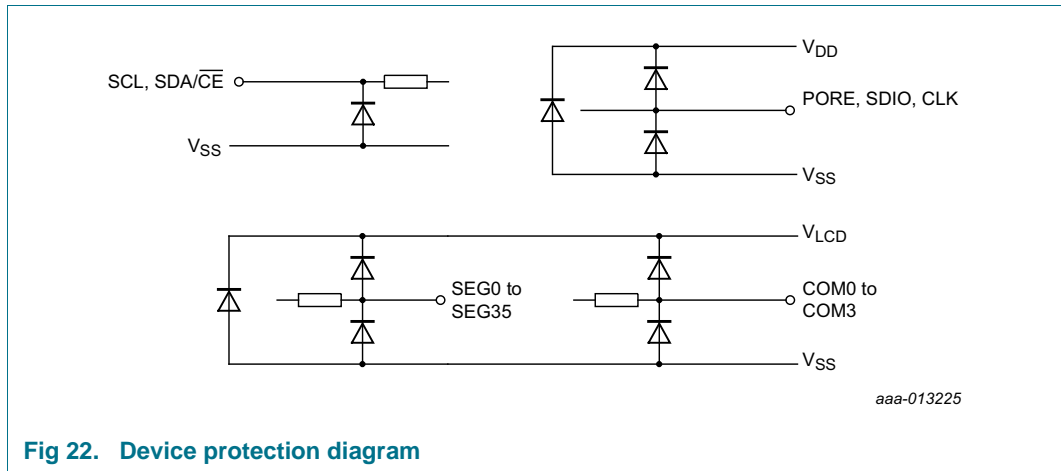 SCL, SDA/CE
VSS
VDD
PORE, SDIO, CLK
VSS
VLCD
SEG0 to
SEG35
COM0 to
COM3
VSS
aaa-013225
Fig 22. Device protection diagram